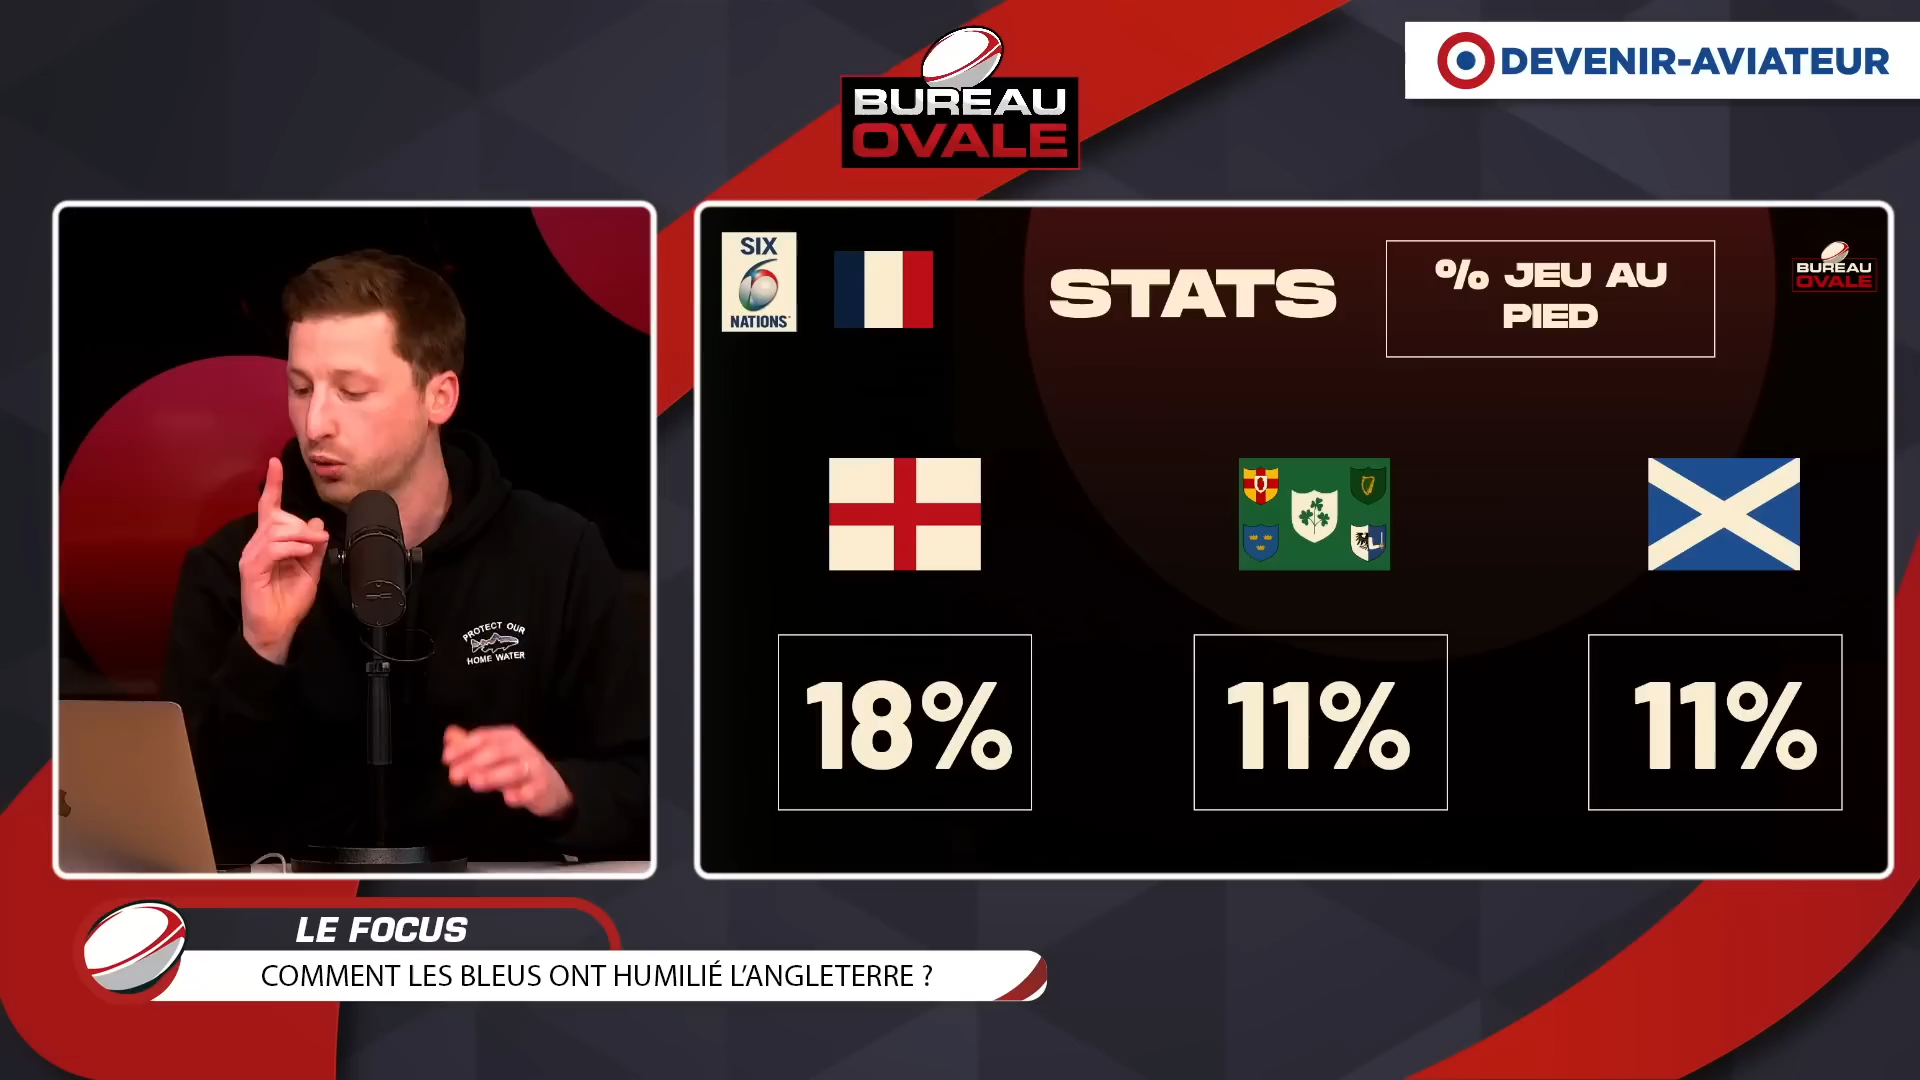 BUREAU
OVALE
DEVENIR-AVIATEUR
SIX
6
NATIONS
STATS
% JEU AU
PIED
BUREAU
OVALE
18%
11%
11%
PROTECT OUR
HOME WATER
LE FOCUS
COMMENT LES BLEUS ONT HUMILIÉ L'ANGLETERRE ?